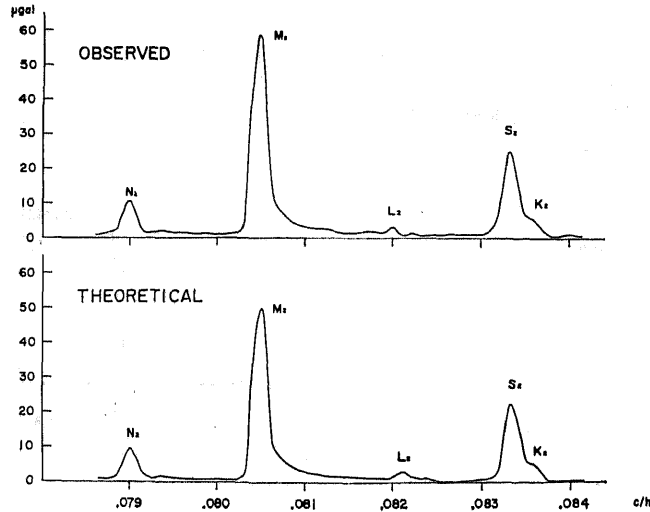 µgal
60
50
40
30
20
10
0
OBSERVED
N₂
M₂
L₂
S₂
K₂
THEORETICAL
50
40
30
20
10
0
N₂
M₂
L₂
S₂
K₂
.079 .080 .081 .082 .083 .084 c/h